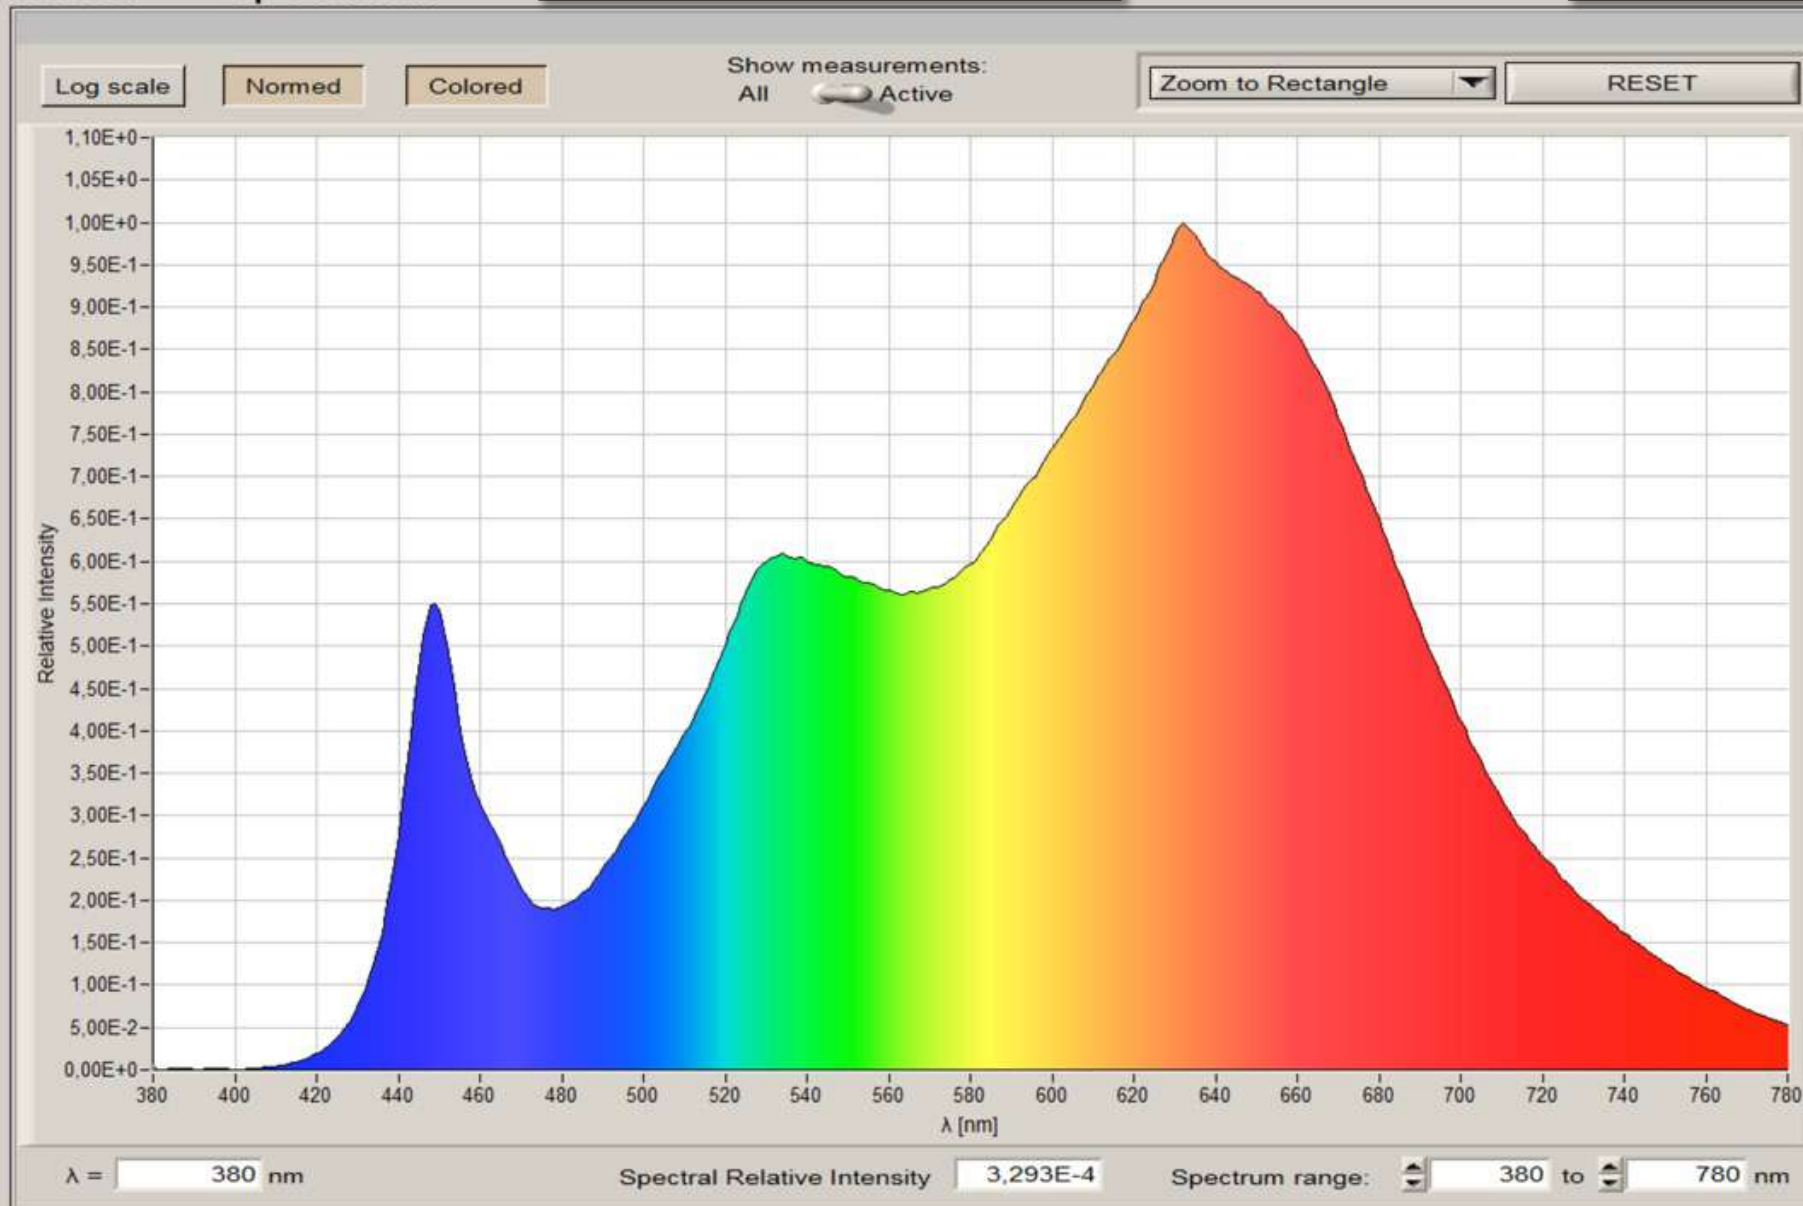 Log scale Normed Colored Show measurements: All Active Zoom to Rectangle RESET
1,10E+0
1,05E+0
1,00E+0
9,50E-1
9,00E-1
8,50E-1
8,00E-1
7,50E-1
7,00E-1
6,50E-1
6,00E-1
5,50E-1
5,00E-1
4,50E-1
4,00E-1
3,50E-1
3,00E-1
2,50E-1
2,00E-1
1,50E-1
1,00E-1
5,00E-2
0,00E+0
Relative Intensity
380 400 420 440 460 480 500 520 540 560 580 600 620 640 660 680 700 720 740 760 780
λ [nm]
λ = 380 nm Spectral Relative Intensity 3,293E-4 Spectrum range: 380 to 780 nm